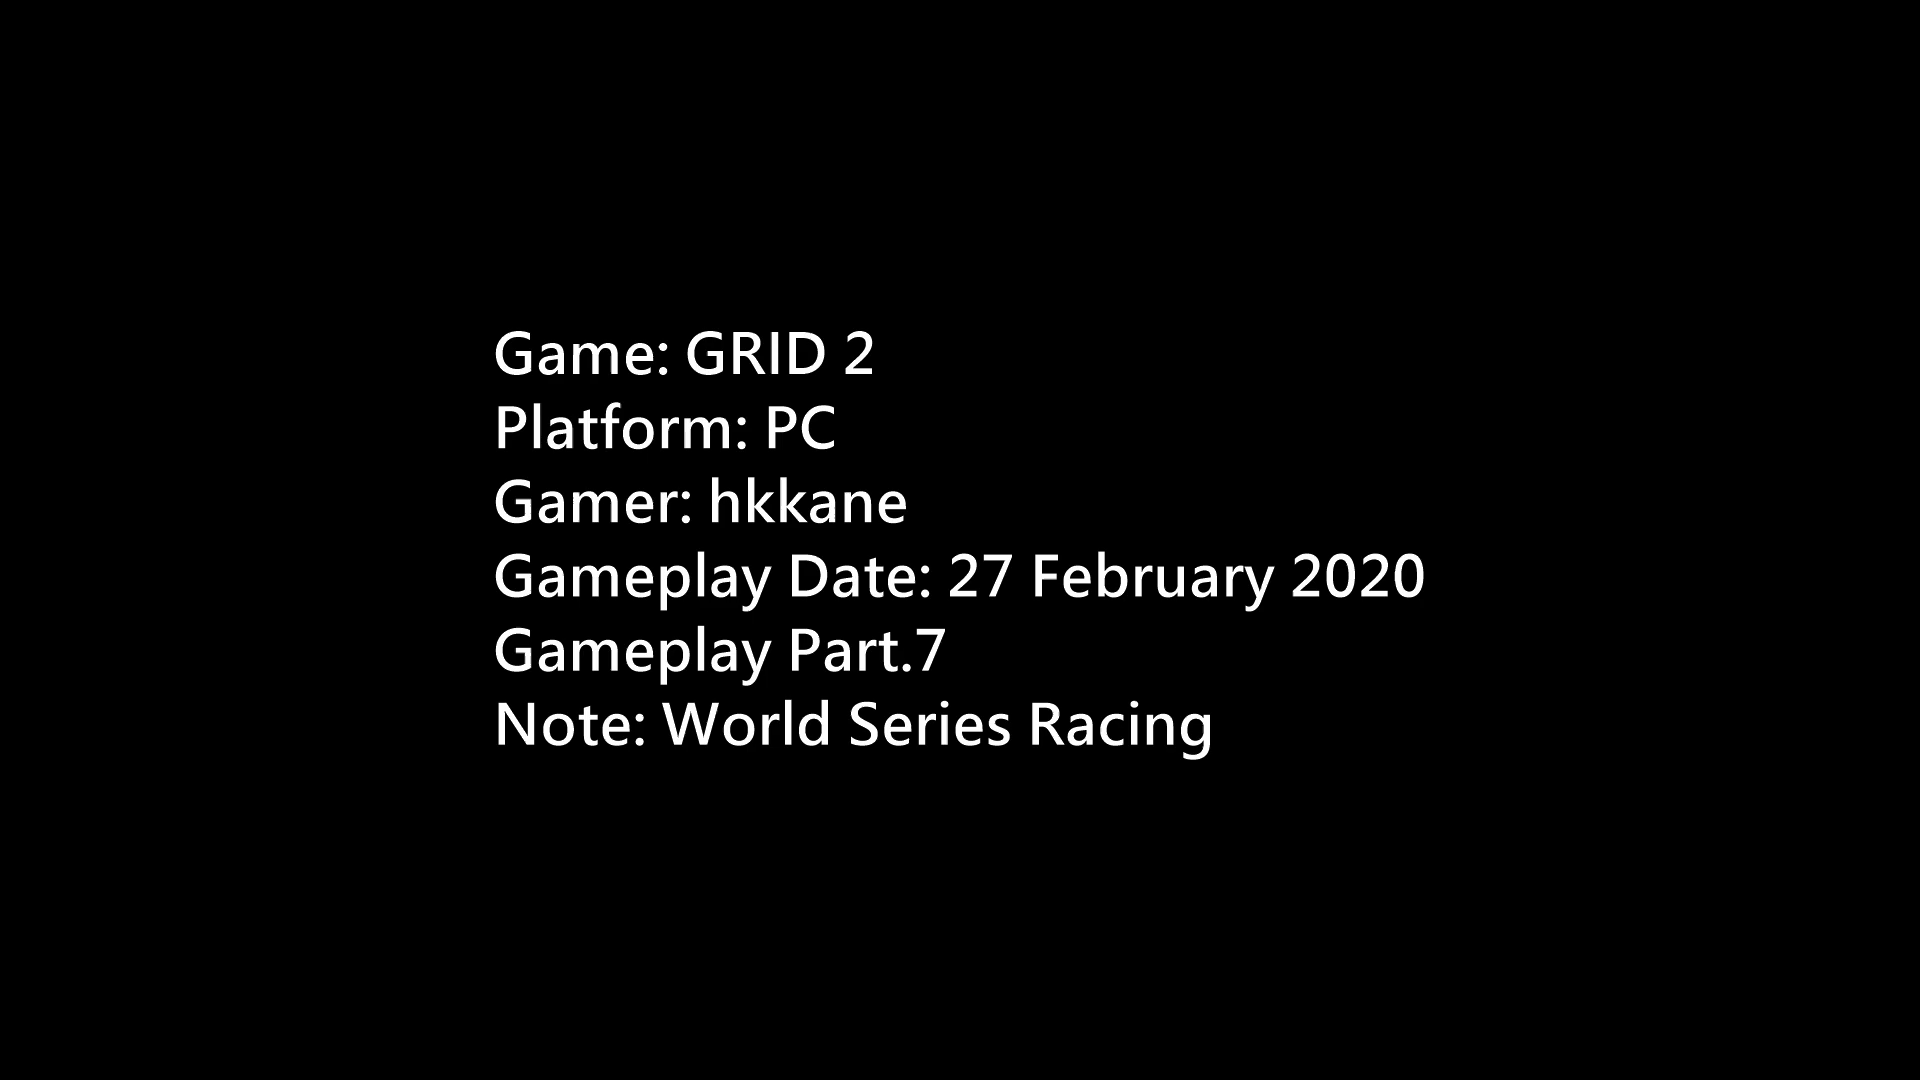 Game: GRID 2
Platform: PC
Gamer: hkkane
Gameplay Date: 27 February 2020
Gameplay Part.7
Note: World Series Racing